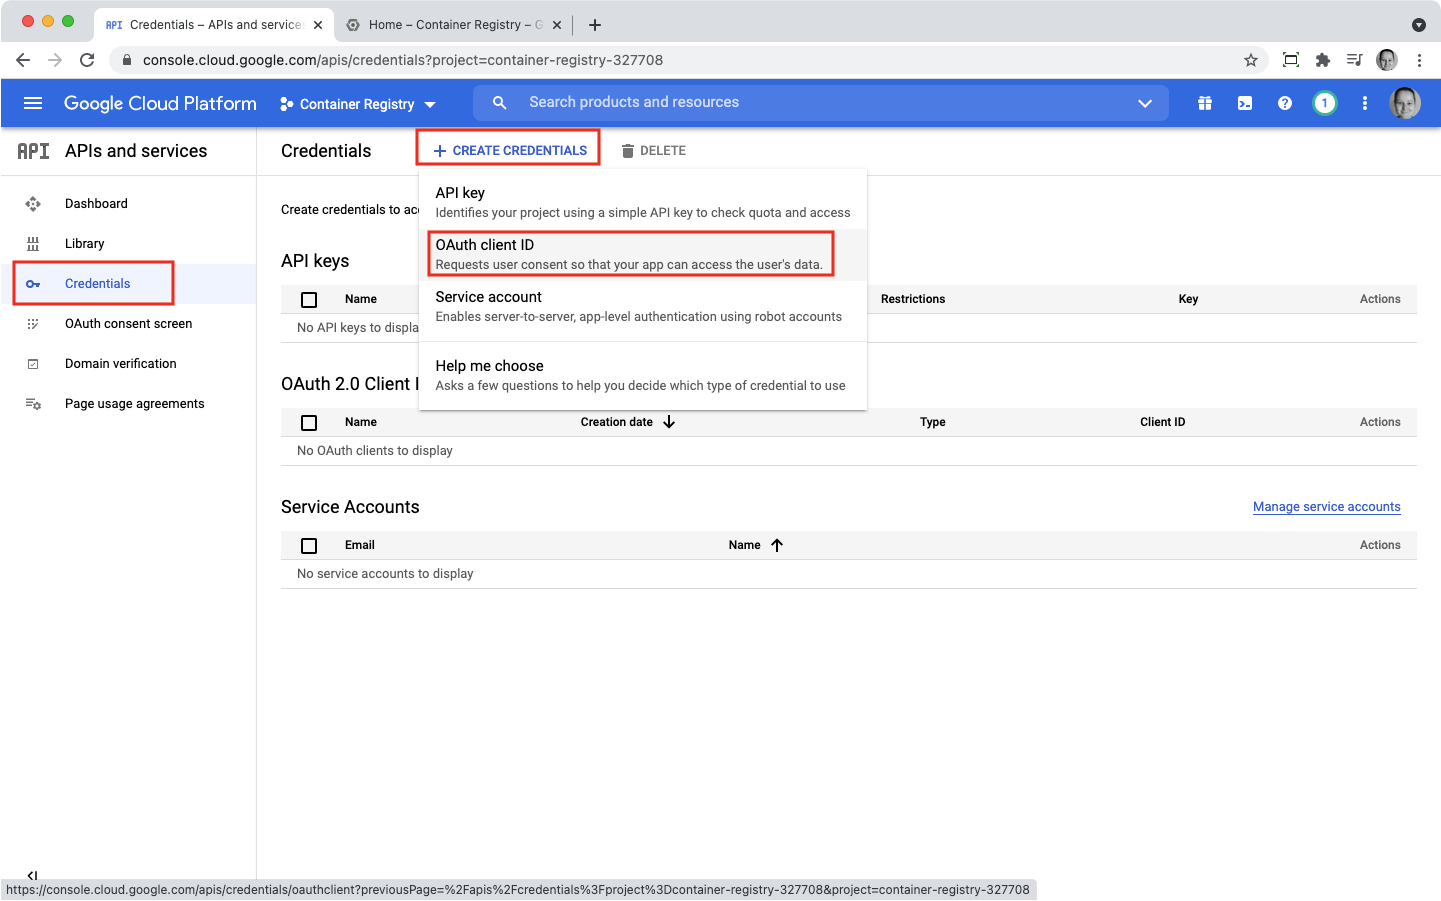 API Credentials – APIs and service
Home – Container Registry – G
console.cloud.google.com/apis/credentials?project=container-registry-327708
Google Cloud Platform
Container Registry
Search products and resources
1
API APIs and services
Credentials
CREATE CREDENTIALS
DELETE
Dashboard
Library
Credentials
OAuth consent screen
Domain verification
Page usage agreements
Create credentials to acc
API key
Identifies your project using a simple API key to check quota and access
OAuth client ID
Requests user consent so that your app can access the user's data.
Service account
Enables server-to-server, app-level authentication using robot accounts
Help me choose
Asks a few questions to help you decide which type of credential to use
API keys
Name Restrictions Key Actions
No API keys to displa
OAuth 2.0 Client I
Name Creation date Type Client ID Actions
No OAuth clients to display
Service Accounts
Manage service accounts
Email Name Actions
No service accounts to display
https://console.cloud.google.com/apis/credentials/oauthclient?previousPage=%2Fapis%2Fcredentials%3Fproject%3Dcontainer-registry-327708&project=container-registry-327708